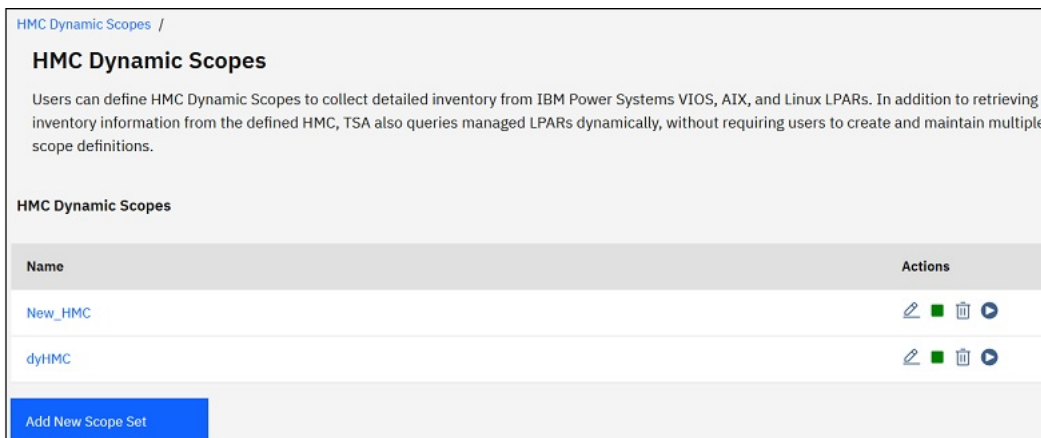 HMC Dynamic Scopes /
HMC Dynamic Scopes
Users can define HMC Dynamic Scopes to collect detailed inventory from IBM Power Systems VIOS, AIX, and Linux LPARs. In addition to retrieving
inventory information from the defined HMC, TSA also queries managed LPARs dynamically, without requiring users to create and maintain multiple
scope definitions.
HMC Dynamic Scopes
Name Actions
New_HMC
dyHMC
Add New Scope Set